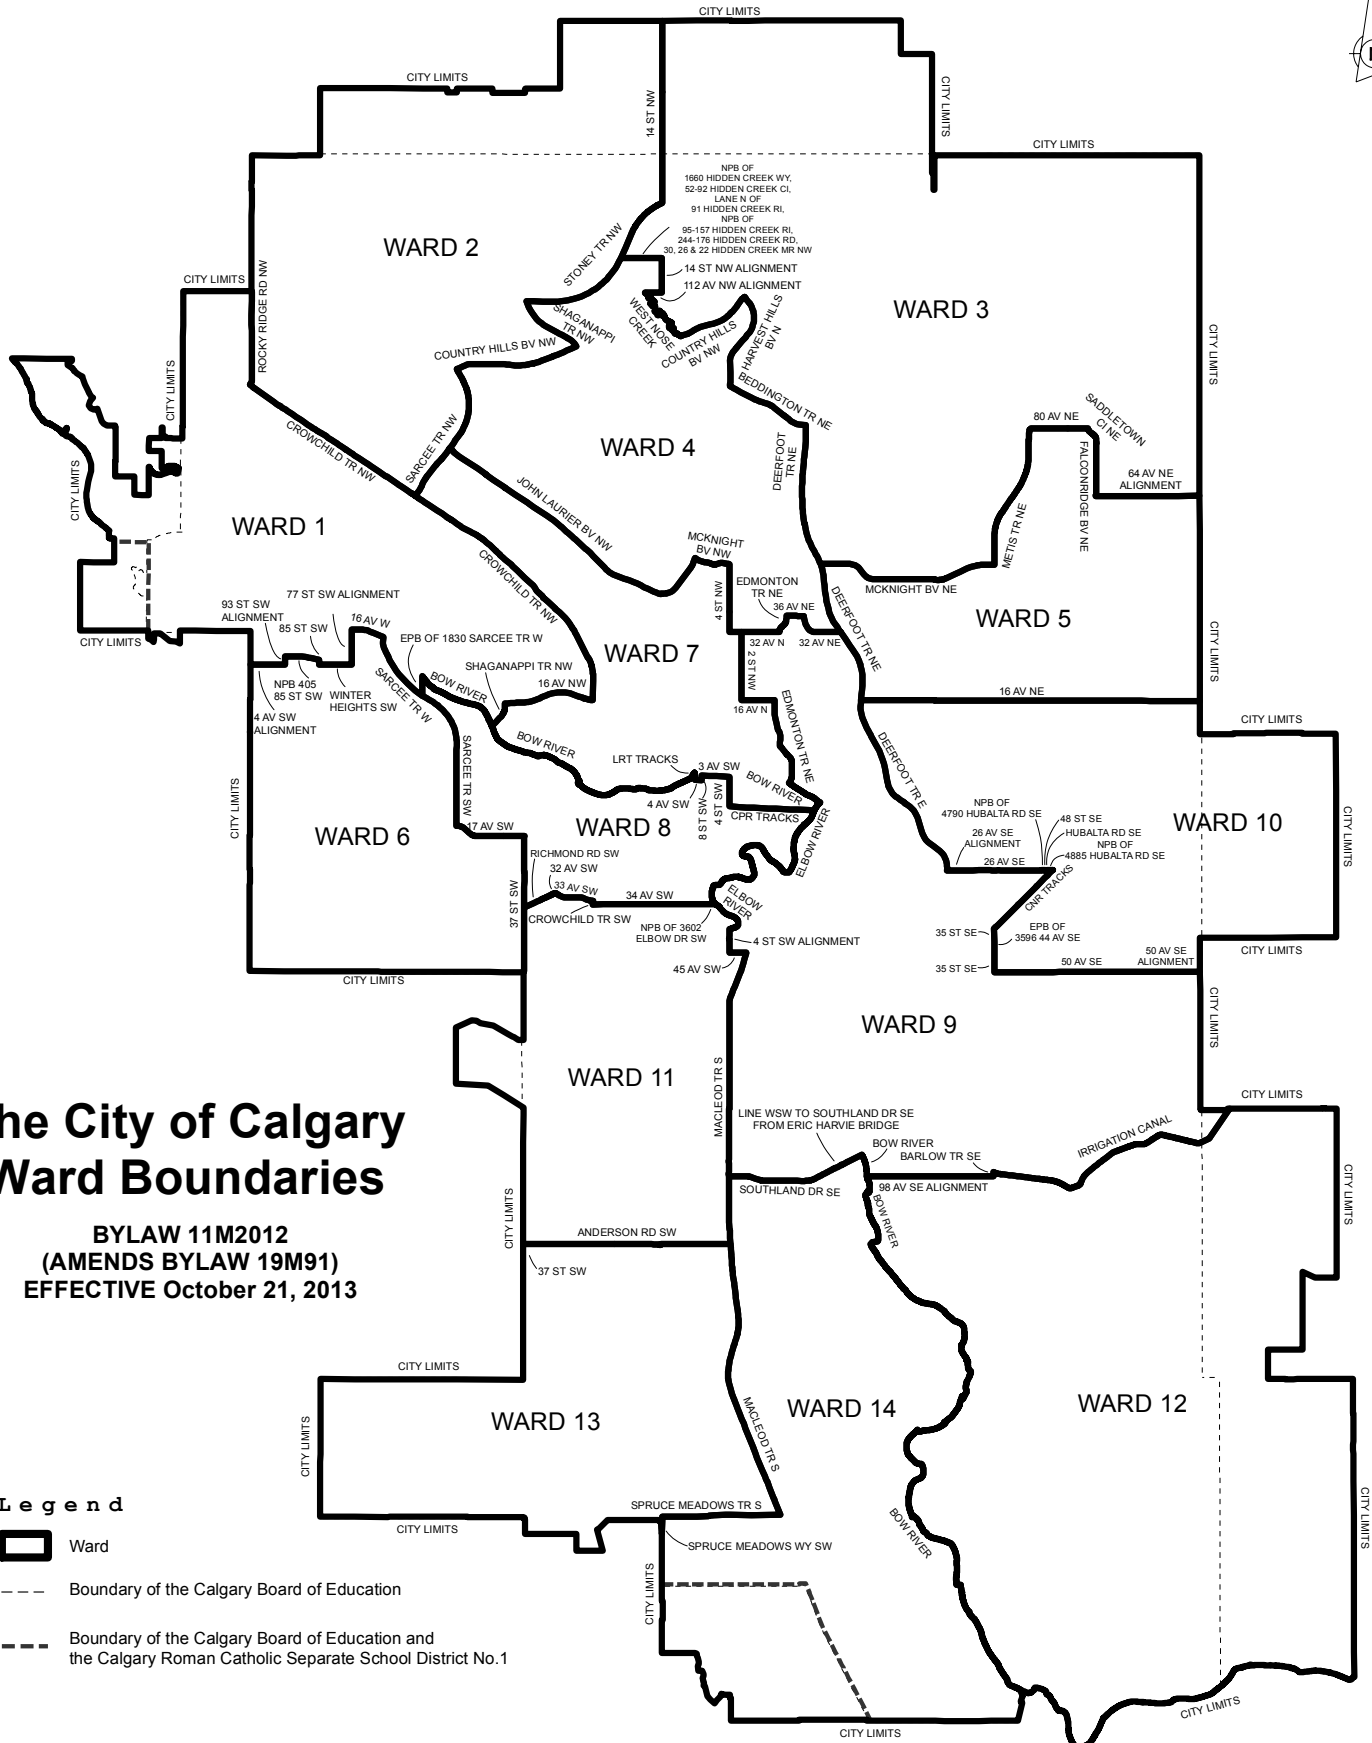 CITY LIMITS
CITY LIMITS
CITY LIMITS
CITY LIMITS
14 ST NW
NPB OF
1660 HIDDEN CREEK WY,
52-92 HIDDEN CREEK CI,
LANE N OF
91 HIDDEN CREEK RI,
NPB OF
95-157 HIDDEN CREEK RI,
244-176 HIDDEN CREEK RD,
30, 26 & 22 HIDDEN CREEK MR NW
WARD 2
STONEY TR NW
14 ST NW ALIGNMENT
112 AV NW ALIGNMENT
CITY LIMITS
ROCKY RIDGE RD NW
WARD 3
SHAGANAPPI
TR NW
WEST NOSE
CREEK
COUNTRY HILLS
BV NW
HARVEST HILLS
BV N
COUNTRY HILLS BV NW
CITY LIMITS
CITY LIMITS
BEDDINGTON TR NE
80 AV NE
SADDLETOWN
CI NE
CROWCHILD TR NW
SARCEE TR NW
WARD 4
DEERFOOT
TR NE
FALCONRIDGE BV NE
64 AV NE
ALIGNMENT
CITY LIMITS
JOHN LAURIER BV NW
WARD 1
METIS TR NE
MCKNIGHT
BV NW
CROWCHILD TR NW
MCKNIGHT BV NE
EDMONTON
TR NE
4 ST NW
36 AV NE
DEERFOOT TR NE
77 ST SW ALIGNMENT
93 ST SW
ALIGNMENT
85 ST SW
16 AV W
WARD 5
CITY LIMITS
CITY LIMITS
EPB OF 1830 SARCEE TR W
32 AV N
32 AV NE
WARD 7
2 ST NW
SHAGANAPPI TR NW
16 AV NW
BOW RIVER
NPB 405
85 ST SW
WINTER
HEIGHTS SW
SARCEE TR W
16 AV NE
4 AV SW
ALIGNMENT
16 AV N
EDMONTON TR NE
CITY LIMITS
BOW RIVER
SARCEE TR SW
DEERFOOT TR E
LRT TRACKS
3 AV SW
BOW RIVER
4 AV SW
8 ST SW
4 ST SW
CPR TRACKS
CITY LIMITS
WARD 6
17 AV SW
WARD 8
NPB OF
4790 HUBALTA RD SE
48 ST SE
HUBALTA RD SE
NPB OF
4885 HUBALTA RD SE
WARD 10
CITY LIMITS
26 AV SE
ALIGNMENT
26 AV SE
ELBOW RIVER
RICHMOND RD SW
32 AV SW
33 AV SW
34 AV SW
37 ST SW
CROWCHILD TR SW
ELBOW
RIVER
CNR TRACKS
NPB OF 3602
ELBOW DR SW
4 ST SW ALIGNMENT
35 ST SE
EPB OF
3596 44 AV SE
45 AV SW
35 ST SE
50 AV SE
50 AV SE
ALIGNMENT
CITY LIMITS
CITY LIMITS
CITY LIMITS
WARD 9
WARD 11
MACLEOD TR S
CITY LIMITS
he City of Calgary
Ward Boundaries
LINE WSW TO SOUTHLAND DR SE
FROM ERIC HARVIE BRIDGE
BOW RIVER
BARLOW TR SE
IRRIGATION CANAL
SOUTHLAND DR SE
98 AV SE ALIGNMENT
BOW RIVER
CITY LIMITS
CITY LIMITS
BYLAW 11M2012
(AMENDS BYLAW 19M91)
EFFECTIVE October 21, 2013
ANDERSON RD SW
37 ST SW
CITY LIMITS
CITY LIMITS
WARD 13
WARD 14
WARD 12
MACLEOD TR S
SPRUCE MEADOWS TR S
CITY LIMITS
SPRUCE MEADOWS WY SW
BOW RIVER
CITY LIMITS
CITY LIMITS
CITY LIMITS
CITY LIMITS
Legend
Ward
Boundary of the Calgary Board of Education
Boundary of the Calgary Board of Education and
the Calgary Roman Catholic Separate School District No.1